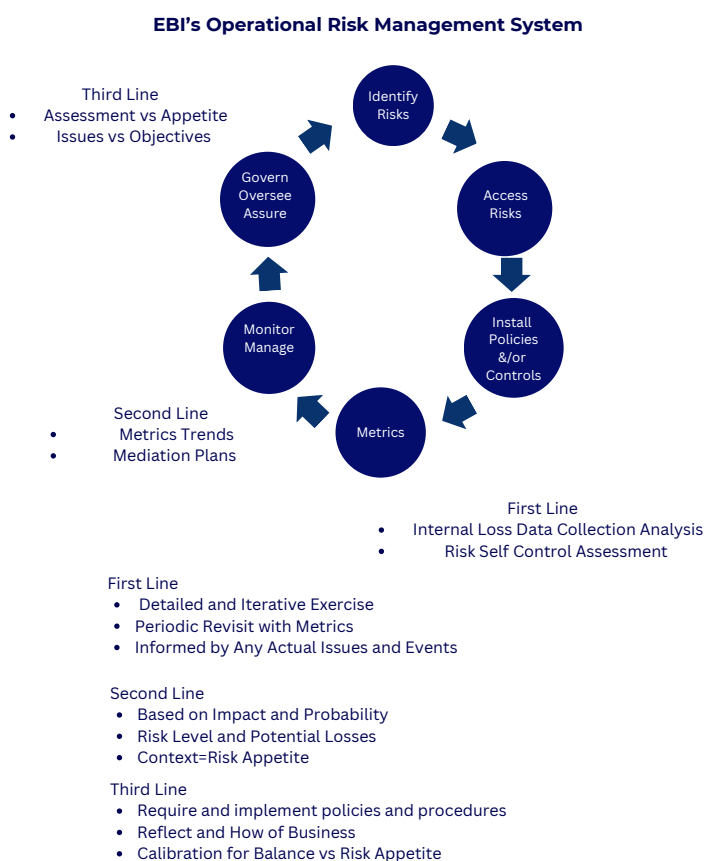 EBI’s Operational Risk Management System
Third Line
• Assessment vs Appetite
• Issues vs Objectives
Identify
Risks
Access
Risks
Install
Policies
&/or
Controls
Metrics
Monitor
Manage
Govern
Oversee
Assure
Second Line
• Metrics Trends
• Mediation Plans
First Line
• Internal Loss Data Collection Analysis
• Risk Self Control Assessment
First Line
• Detailed and Iterative Exercise
• Periodic Revisit with Metrics
• Informed by Any Actual Issues and Events
Second Line
• Based on Impact and Probability
• Risk Level and Potential Losses
• Context=Risk Appetite
Third Line
• Require and implement policies and procedures
• Reflect and How of Business
• Calibration for Balance vs Risk Appetite